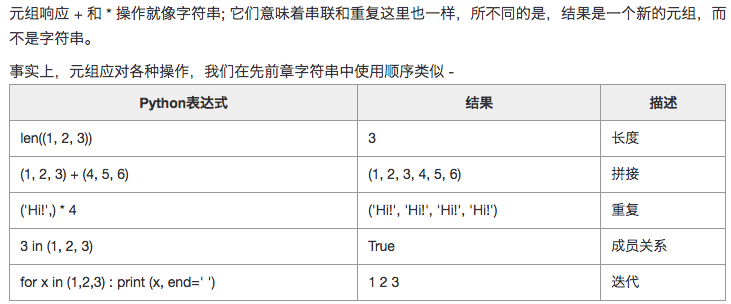 元组响应 + 和 * 操作就像字符串; 它们意味着串联和重复这里也一样，所不同的是，结果是一个新的元组，而
不是字符串。
事实上，元组应对各种操作，我们在先前章字符串中使用顺序类似 -
Python表达式 结果 描述
len((1, 2, 3)) 3 长度
(1, 2, 3) + (4, 5, 6) (1, 2, 3, 4, 5, 6) 拼接
('Hi!',) * 4 ('Hi!', 'Hi!', 'Hi!', 'Hi!') 重复
3 in (1, 2, 3) True 成员关系
for x in (1,2,3) : print (x, end=' ') 1 2 3 迭代